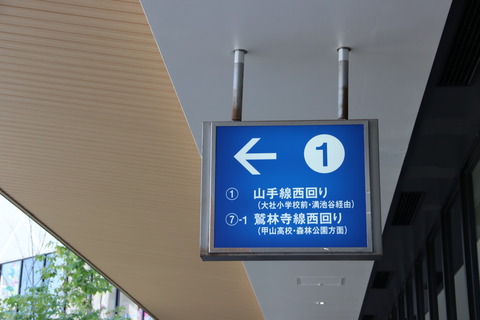 ← 1
① 山手線西回り
(大社小学校前・満池谷経由)
⑦-1 鷲林寺線西回り
(甲山高校・森林公園方面)